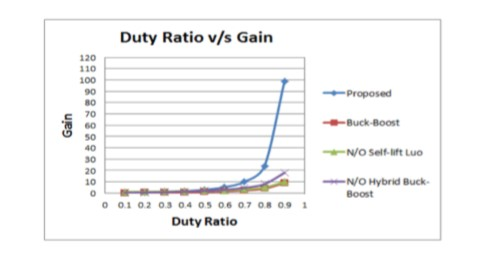 Duty Ratio v/s Gain
120
110
100
90
80
70
60
50
40
30
20
10
0
Gain
0 0.1 0.2 0.3 0.4 0.5 0.6 0.7 0.8 0.9 1
Duty Ratio
Proposed
Buck-Boost
N/O Self-lift Luo
N/O Hybrid Buck-
Boost